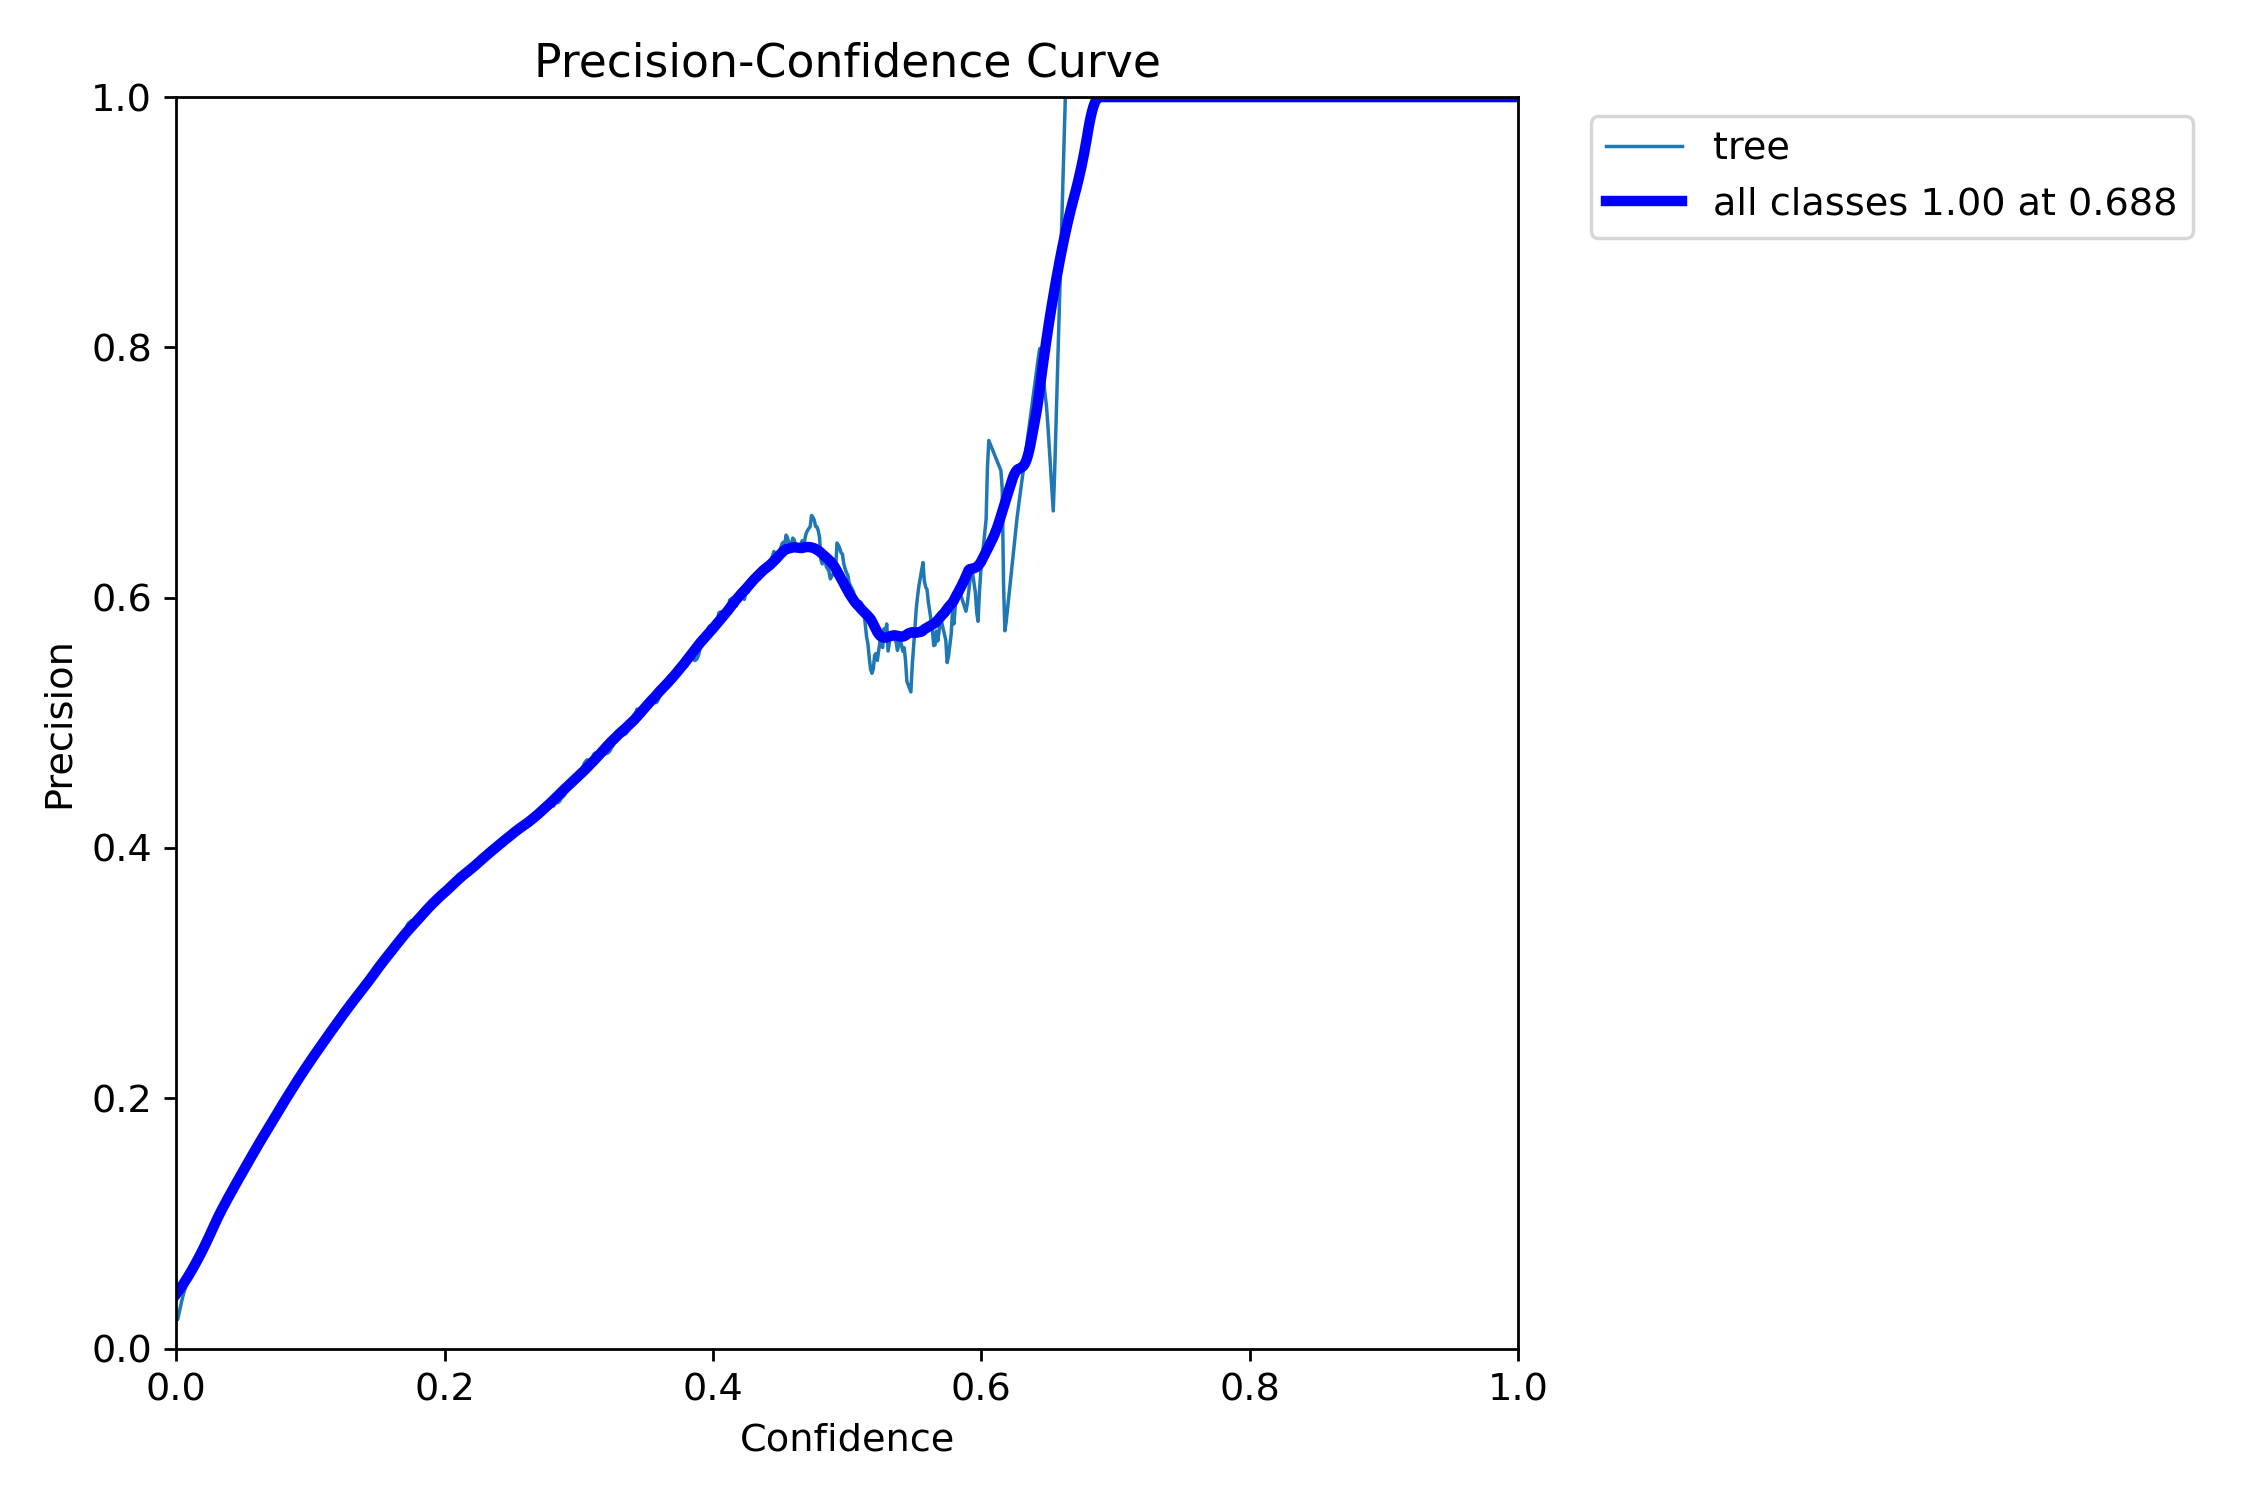 Precision-Confidence Curve
tree
all classes 1.00 at 0.688
1.0
0.8
0.6
0.4
0.2
0.0
Precision
0.0 0.2 0.4 0.6 0.8 1.0
Confidence